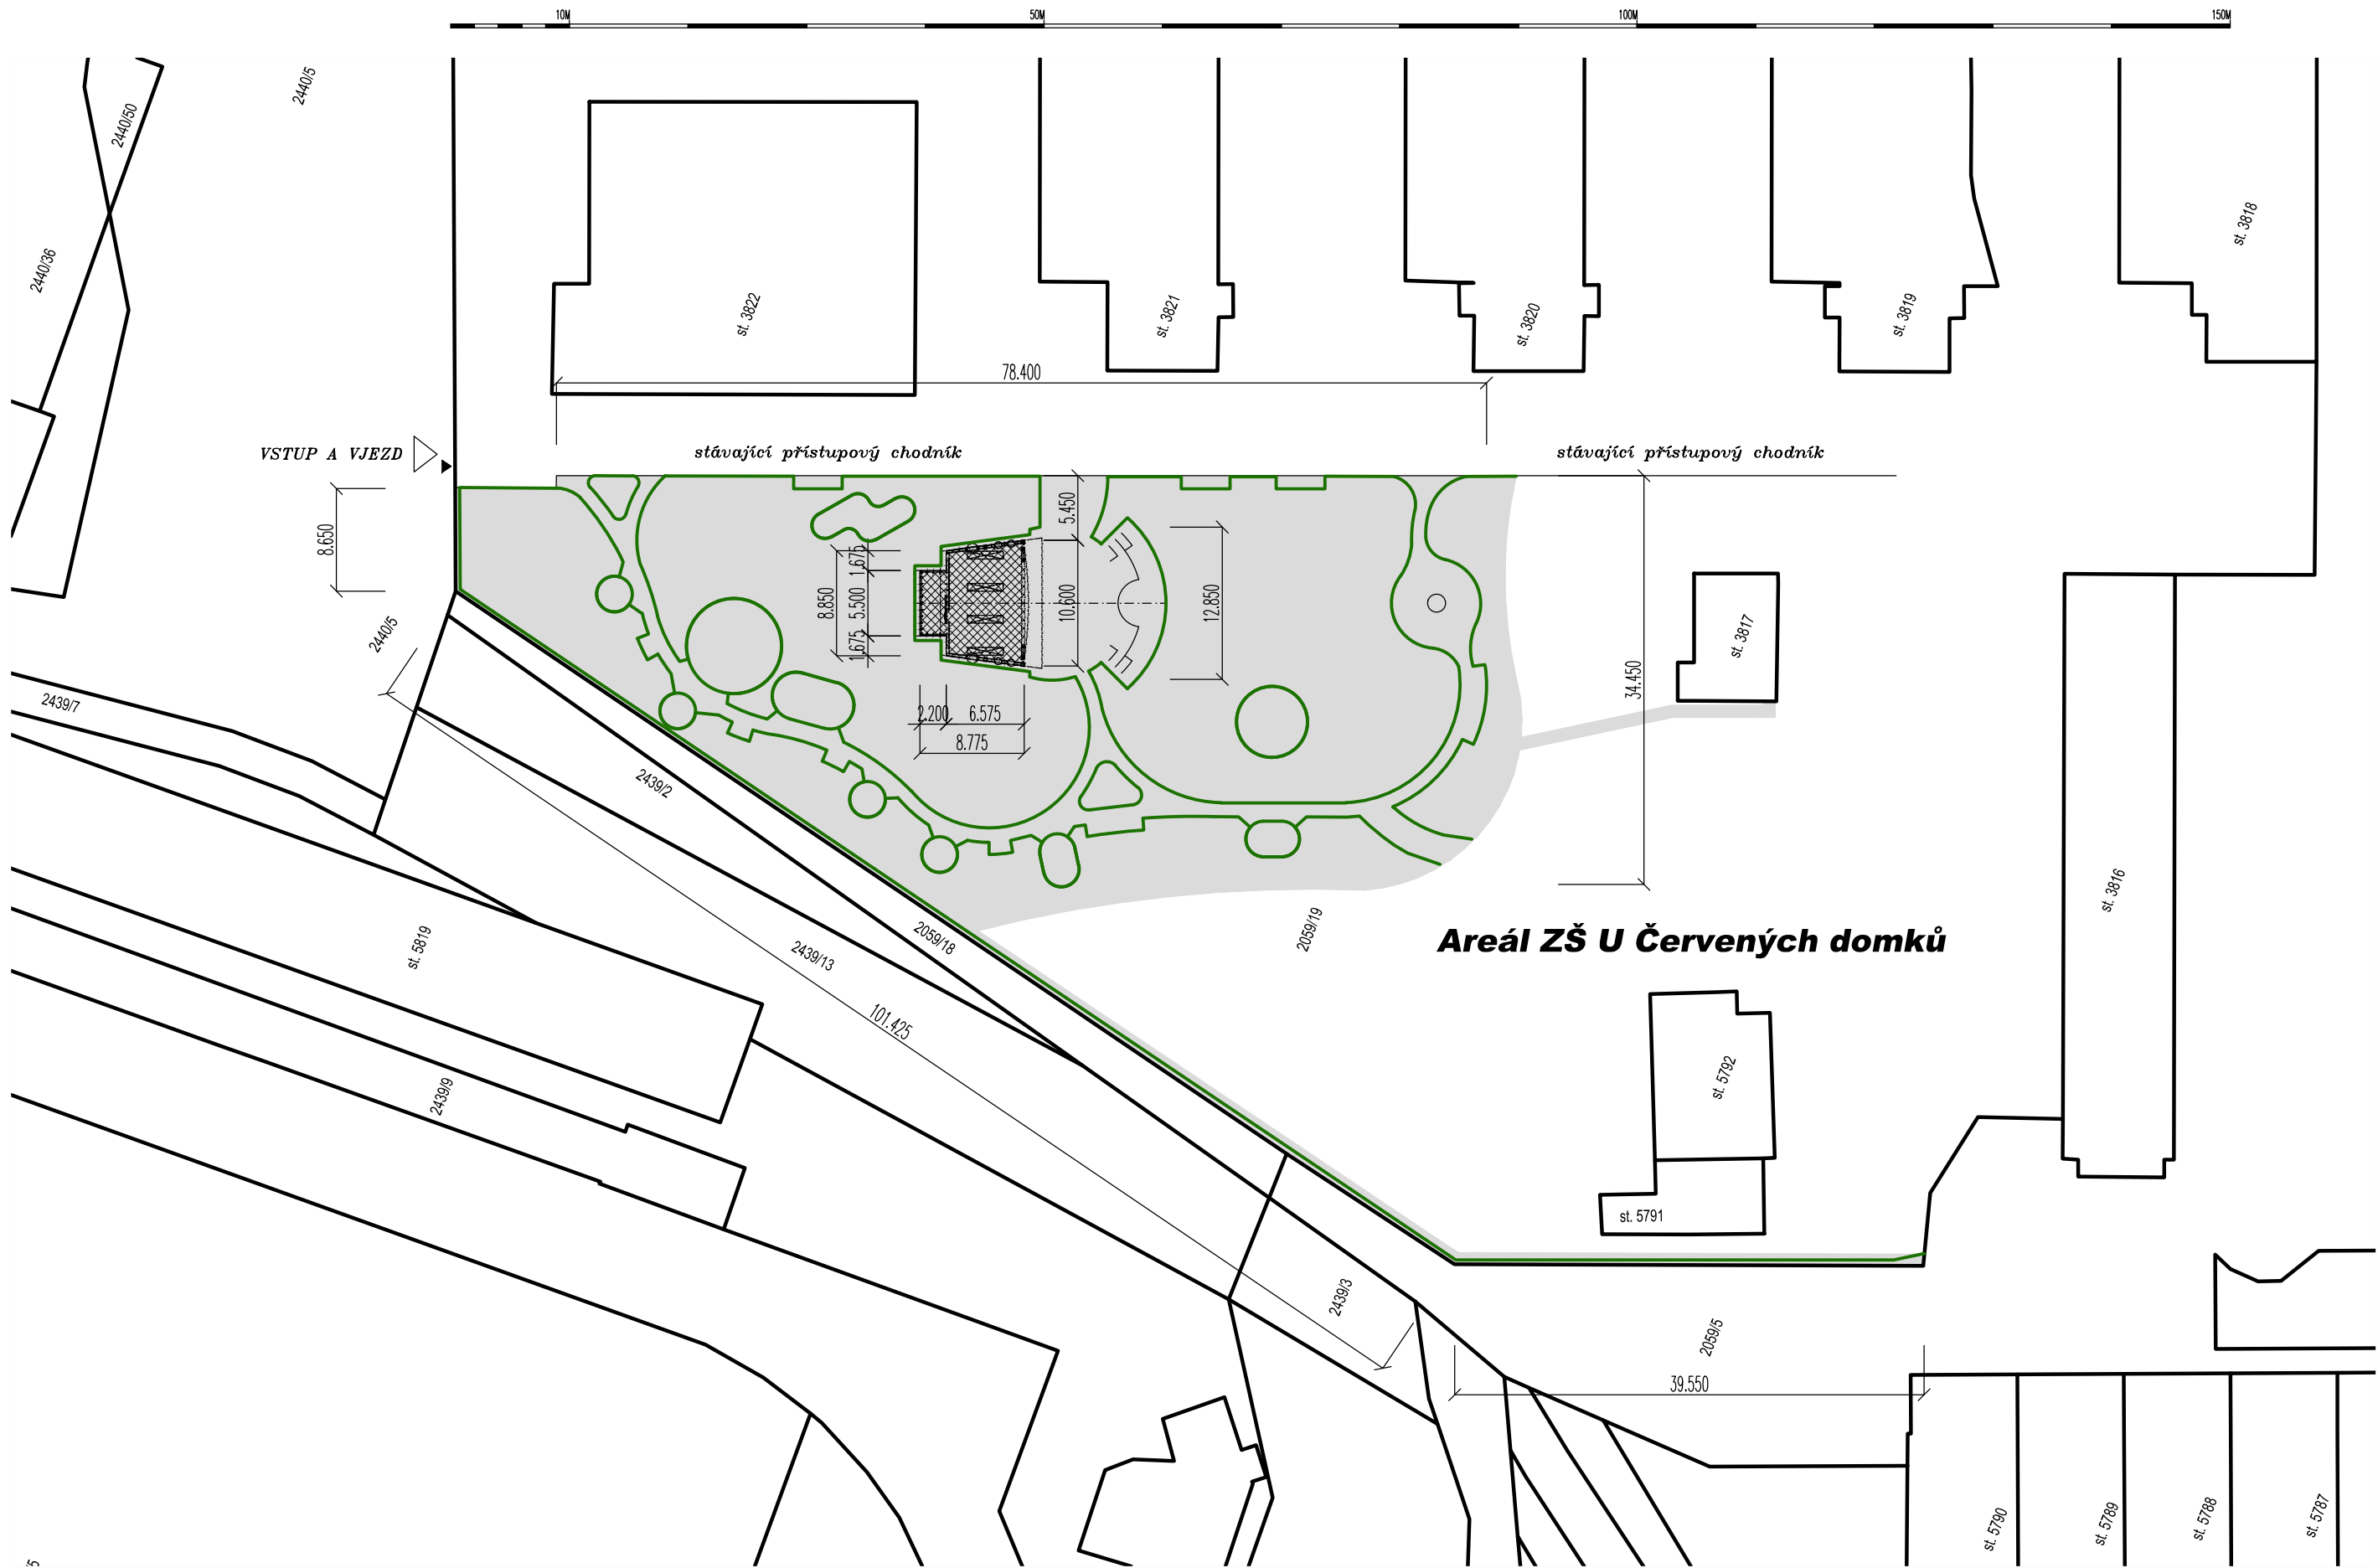 10M
50M
100M
150M
2440/5
2440/50
2440/36
st. 3822
st. 3821
st. 3820
st. 3819
st. 3818
78.400
VSTUP A VJEZD
stávající přístupový chodník
stávající přístupový chodník
8.650
5.450
1.675
8.850
5.500
1.675
10.600
12.850
34.450
st. 3817
2440/5
2439/7
2.200
6.575
8.775
2439/2
st. 3816
2059/18
2059/19
Areál ZŠ U Červených domků
st. 5819
2439/13
101.425
st. 5792
2439/9
st. 5791
2439/3
2059/5
39.550
st. 5790
st. 5789
st. 5788
st. 5787